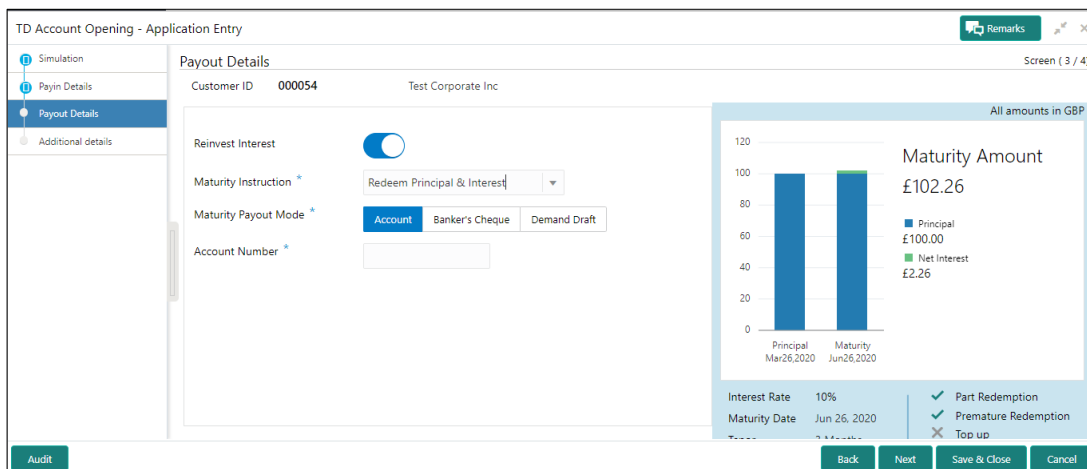 TD Account Opening - Application Entry
Remarks
Simulation
Payin Details
Payout Details
Additional details
Payout Details
Screen ( 3 / 4)
Customer ID 000054 Test Corporate Inc
Reinvest Interest
Maturity Instruction * Redeem Principal & Interest
Maturity Payout Mode * Account Banker's Cheque Demand Draft
Account Number *
All amounts in GBP
120
100
80
60
40
20
0
Principal Maturity
Mar26,2020 Jun26,2020
Maturity Amount
£102.26
Principal
£100.00
Net Interest
£2.26
Interest Rate 10%
Maturity Date Jun 26, 2020
Tenor 3 Months
Part Redemption
Premature Redemption
Top up
Audit
Back Next Save & Close Cancel